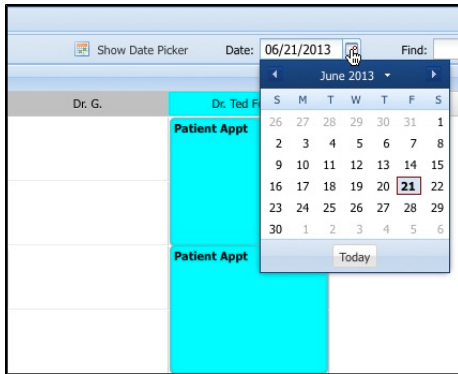 Show Date Picker Date: 06/21/2013 Find:
June 2013
Dr. G. Dr. Ted
S M T W T F S
Patient Appt
26 27 28 29 30 31 1
2 3 4 5 6 7 8
9 10 11 12 13 14 15
16 17 18 19 20 21 22
23 24 25 26 27 28 29
30 1 2 3 4 5 6
Patient Appt
Today